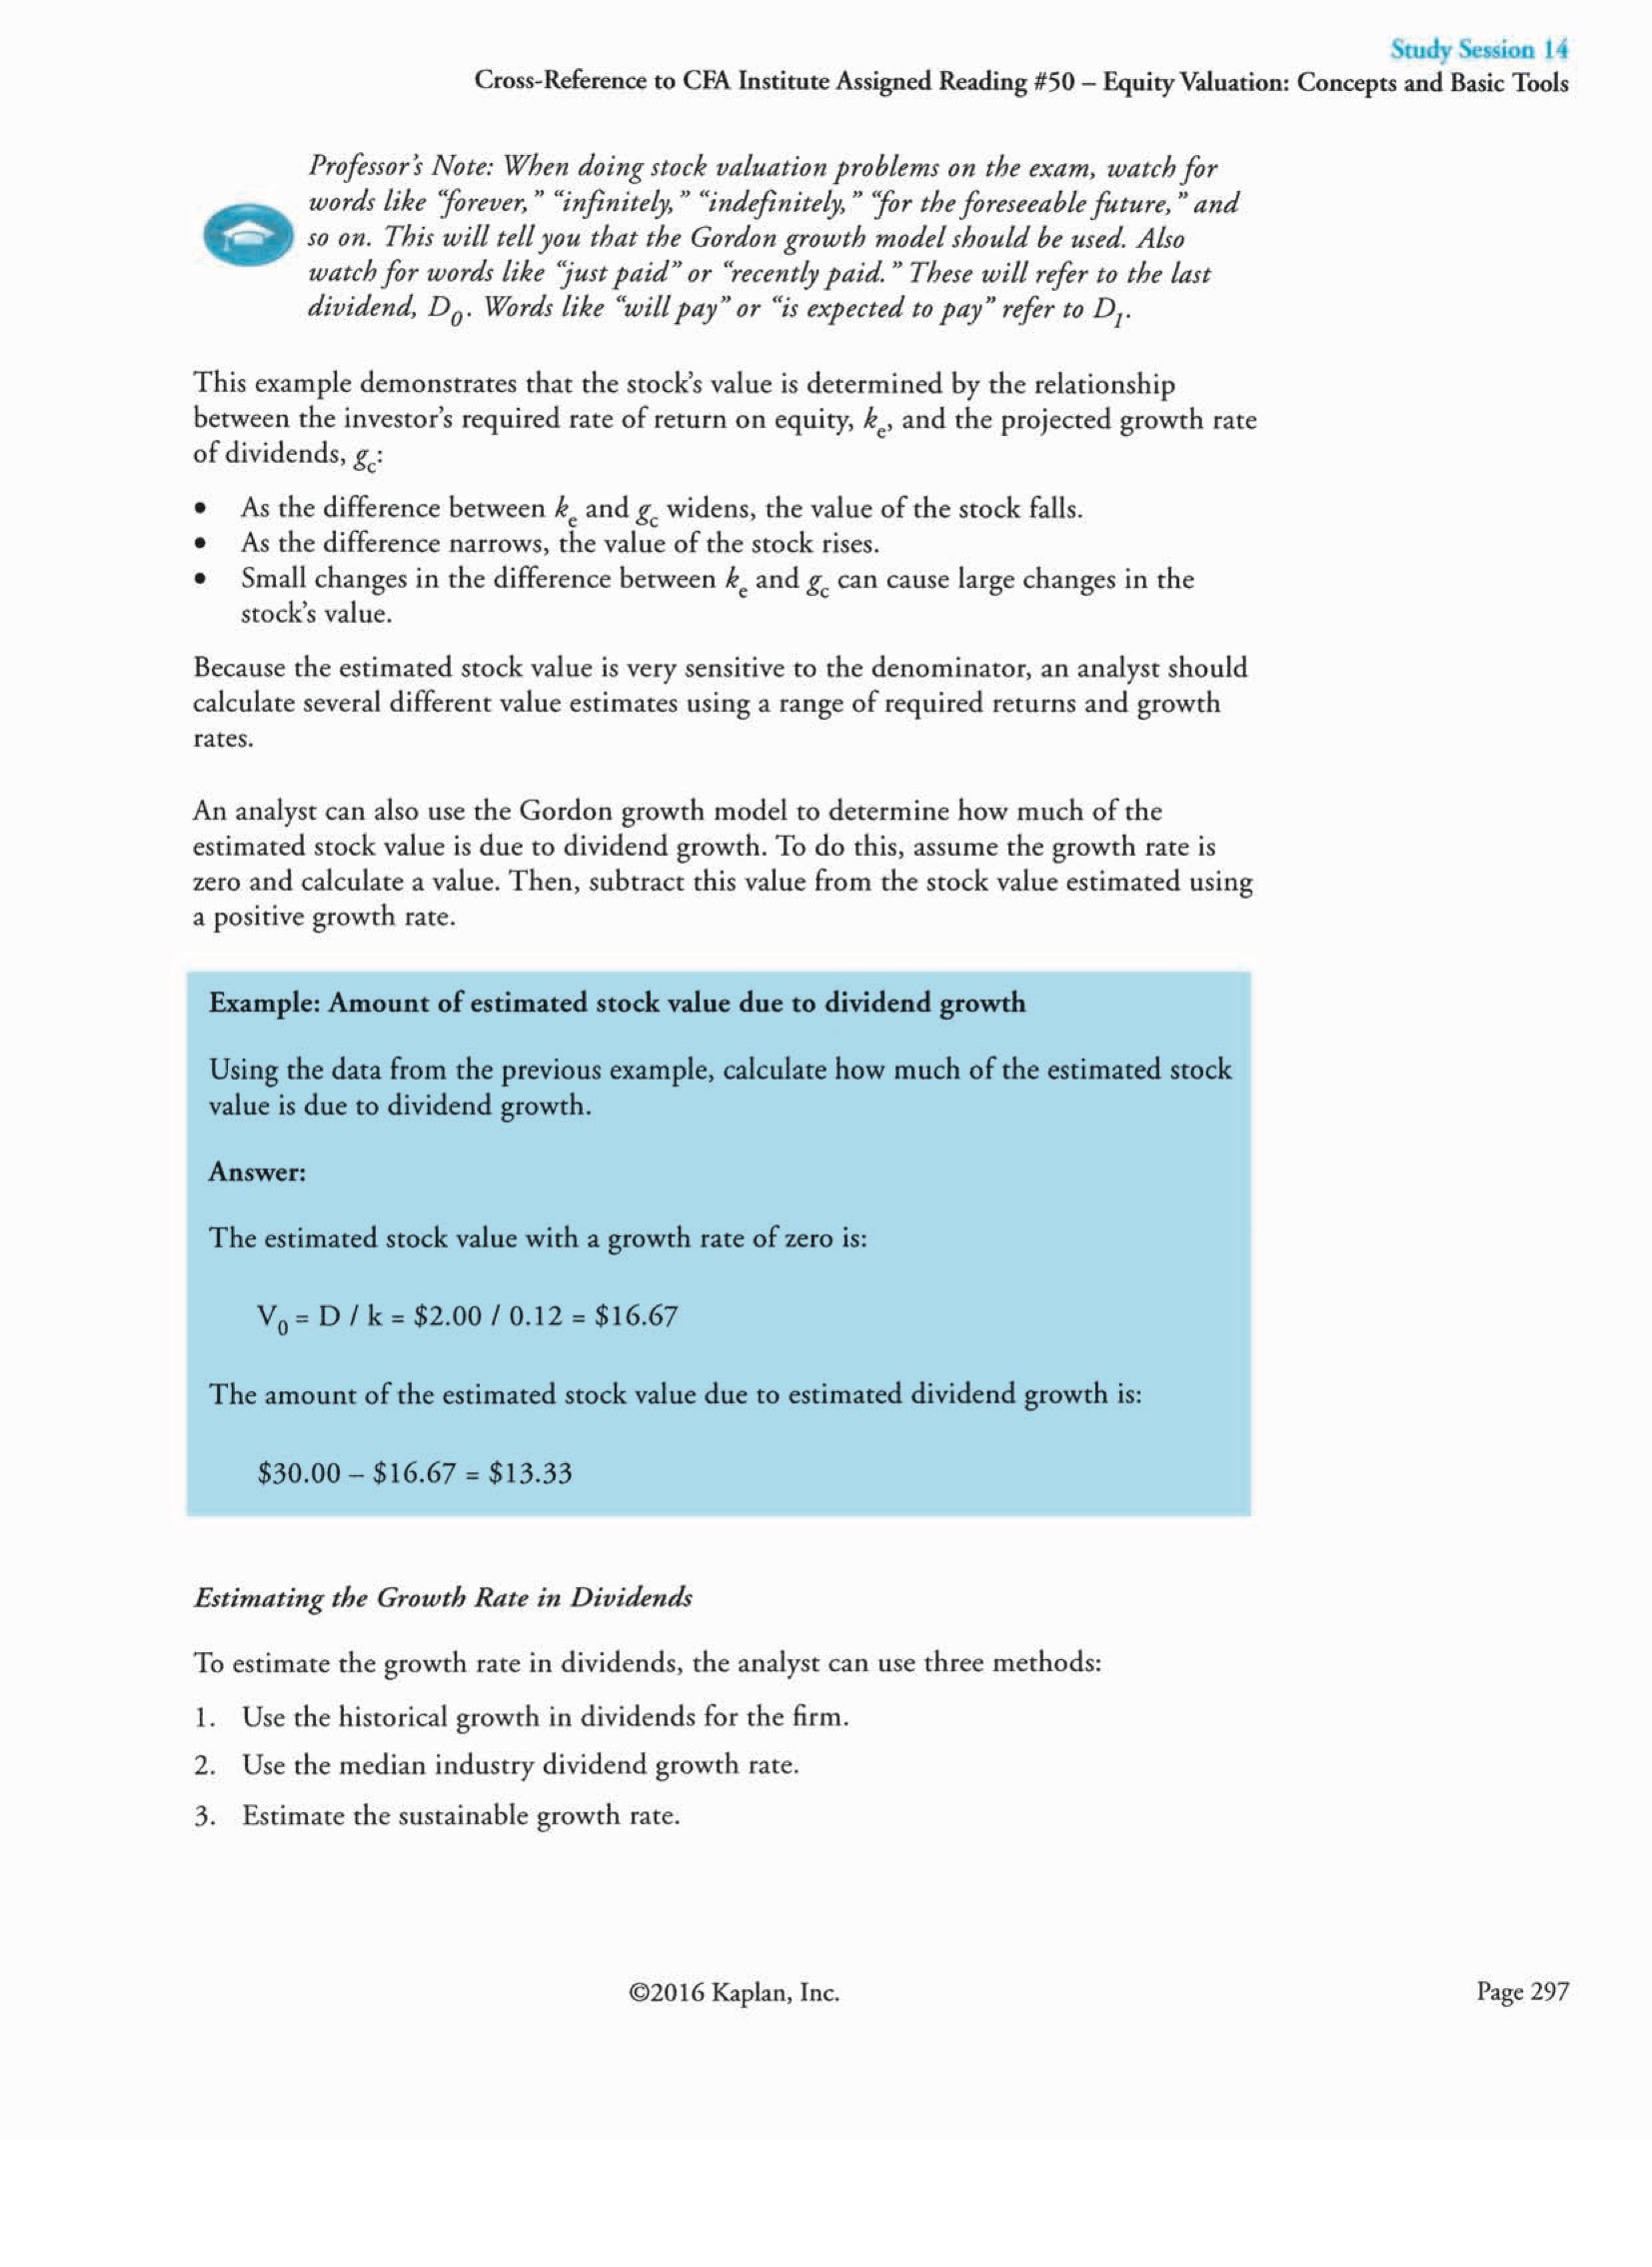 Study Session 14
Cross-Reference to CFA Institute Assigned Reading #50 – Equity Valuation: Concepts and Basic Tools
Professor's Note: When doing stock valuation problems on the exam, watch for
words like “forever,” “infinitely,” “indefinitely,” “for the foreseeable future,” and
so on. This will tell you that the Gordon growth model should be used. Also
watch for words like “just paid” or “recently paid.” These will refer to the last
dividend, D₀. Words like “will pay” or “is expected to pay” refer to D₁.
This example demonstrates that the stock's value is determined by the relationship
between the investor's required rate of return on equity, kₑ, and the projected growth rate
of dividends, g_c:
• As the difference between kₑ and g_c widens, the value of the stock falls.
• As the difference narrows, the value of the stock rises.
• Small changes in the difference between kₑ and g_c can cause large changes in the
stock's value.
Because the estimated stock value is very sensitive to the denominator, an analyst should
calculate several different value estimates using a range of required returns and growth
rates.
An analyst can also use the Gordon growth model to determine how much of the
estimated stock value is due to dividend growth. To do this, assume the growth rate is
zero and calculate a value. Then, subtract this value from the stock value estimated using
a positive growth rate.
Example: Amount of estimated stock value due to dividend growth
Using the data from the previous example, calculate how much of the estimated stock
value is due to dividend growth.
Answer:
The estimated stock value with a growth rate of zero is:
V₀ = D / k = $2.00 / 0.12 = $16.67
The amount of the estimated stock value due to estimated dividend growth is:
$30.00 – $16.67 = $13.33
Estimating the Growth Rate in Dividends
To estimate the growth rate in dividends, the analyst can use three methods:
1. Use the historical growth in dividends for the firm.
2. Use the median industry dividend growth rate.
3. Estimate the sustainable growth rate.
©2016 Kaplan, Inc.
Page 297